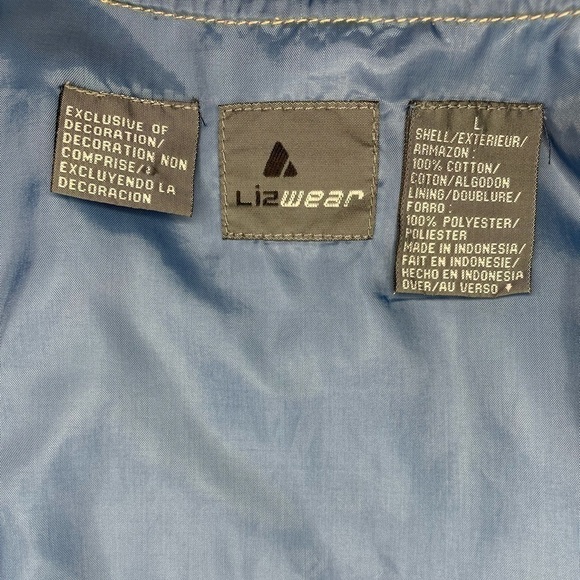 EXCLUSIVE OF
DECORATION/
DECORATION NON
COMPRISE/
EXCLUYENDO LA
DECORACION
Lizwear
L
SHELL/EXTERIEUR/
ARMAZON:
100% COTTON/
COTON/ALGODON
LINING/DOUBLURE/
FORRO:
100% POLYESTER/
POLIESTER
MADE IN INDONESIA/
FAIT EN INDONESIE/
HECHO EN INDONESIA
OVER/AU VERSO